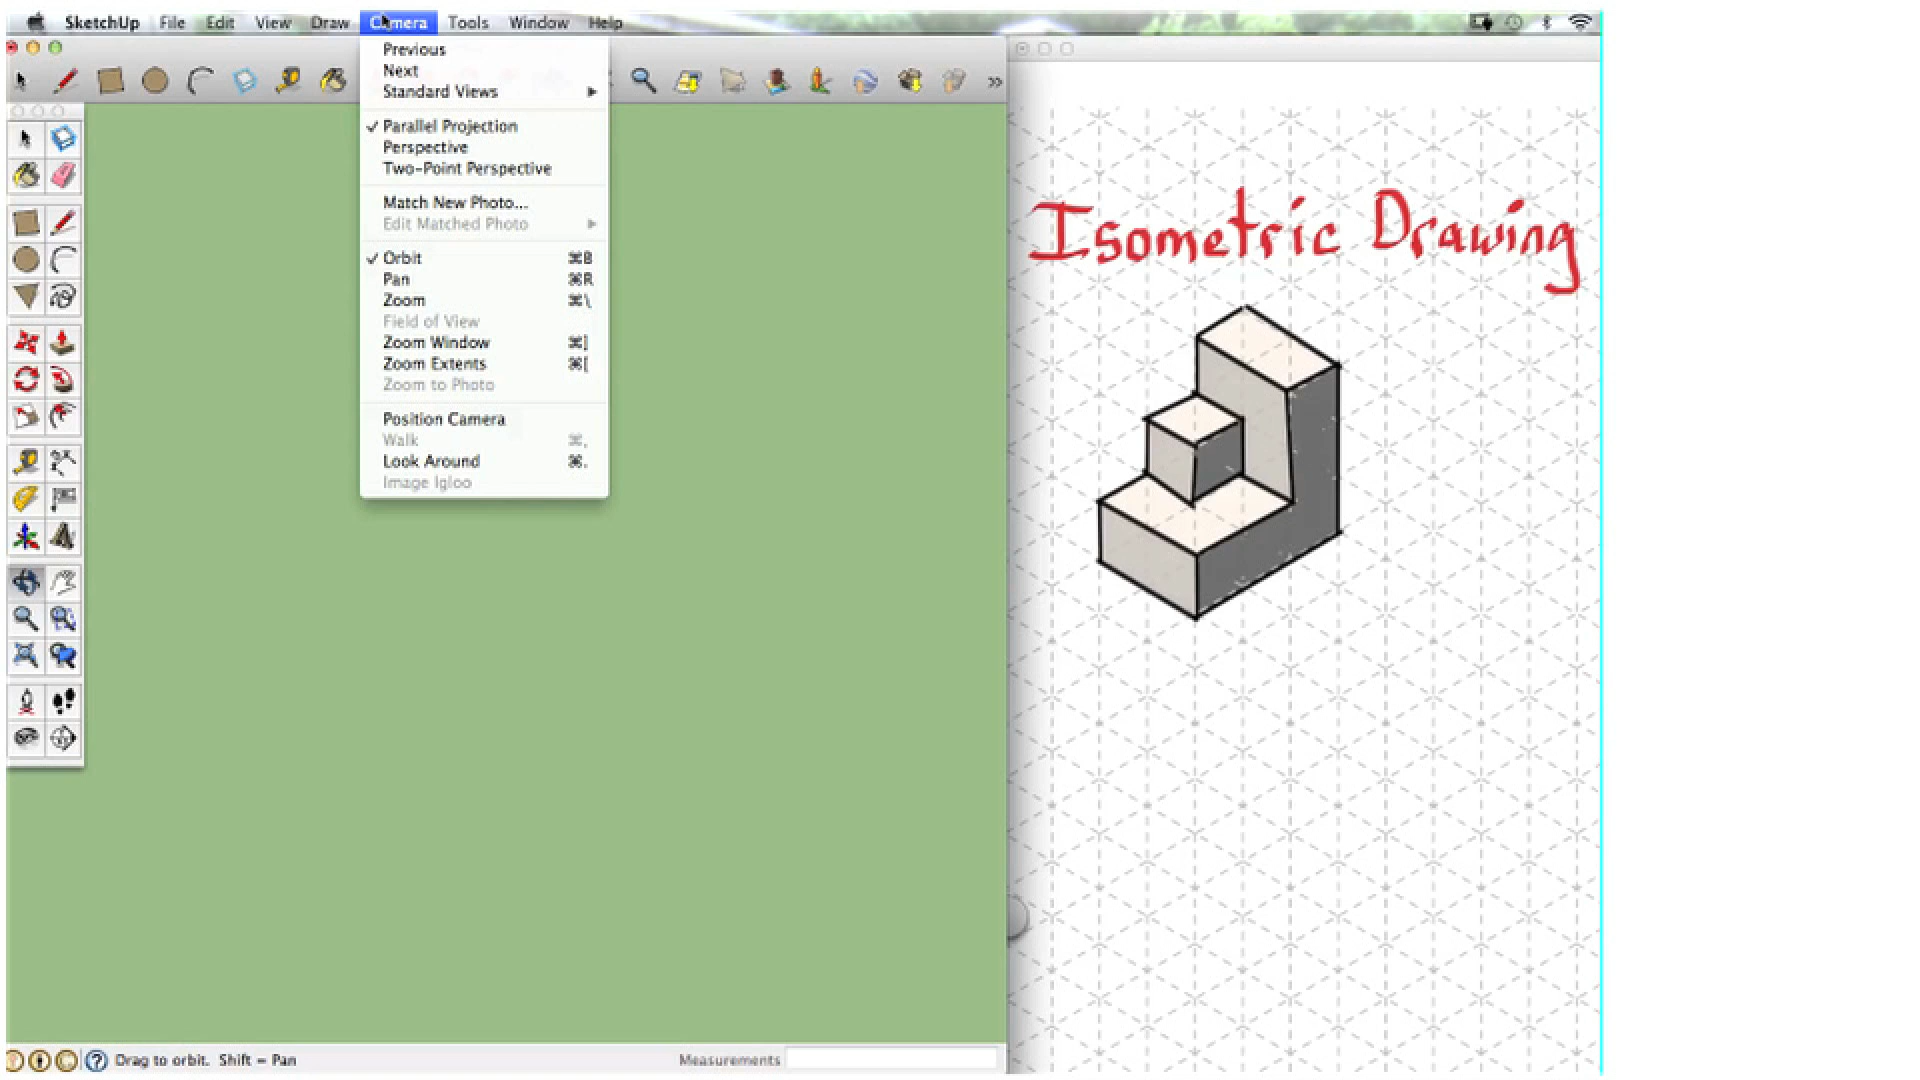 SketchUp File Edit View Draw Camera Tools Window Help
Previous
Next
Standard Views
Parallel Projection
Perspective
Two-Point Perspective
Match New Photo...
Edit Matched Photo
Orbit ⌘B
Pan ⌘R
Zoom ⌘\
Field of View
Zoom Window ⌘]
Zoom Extents ⌘[
Zoom to Photo
Position Camera
Walk ⌘,
Look Around ⌘.
Image Igloo
Isometric Drawing
Drag to orbit. Shift = Pan
Measurements